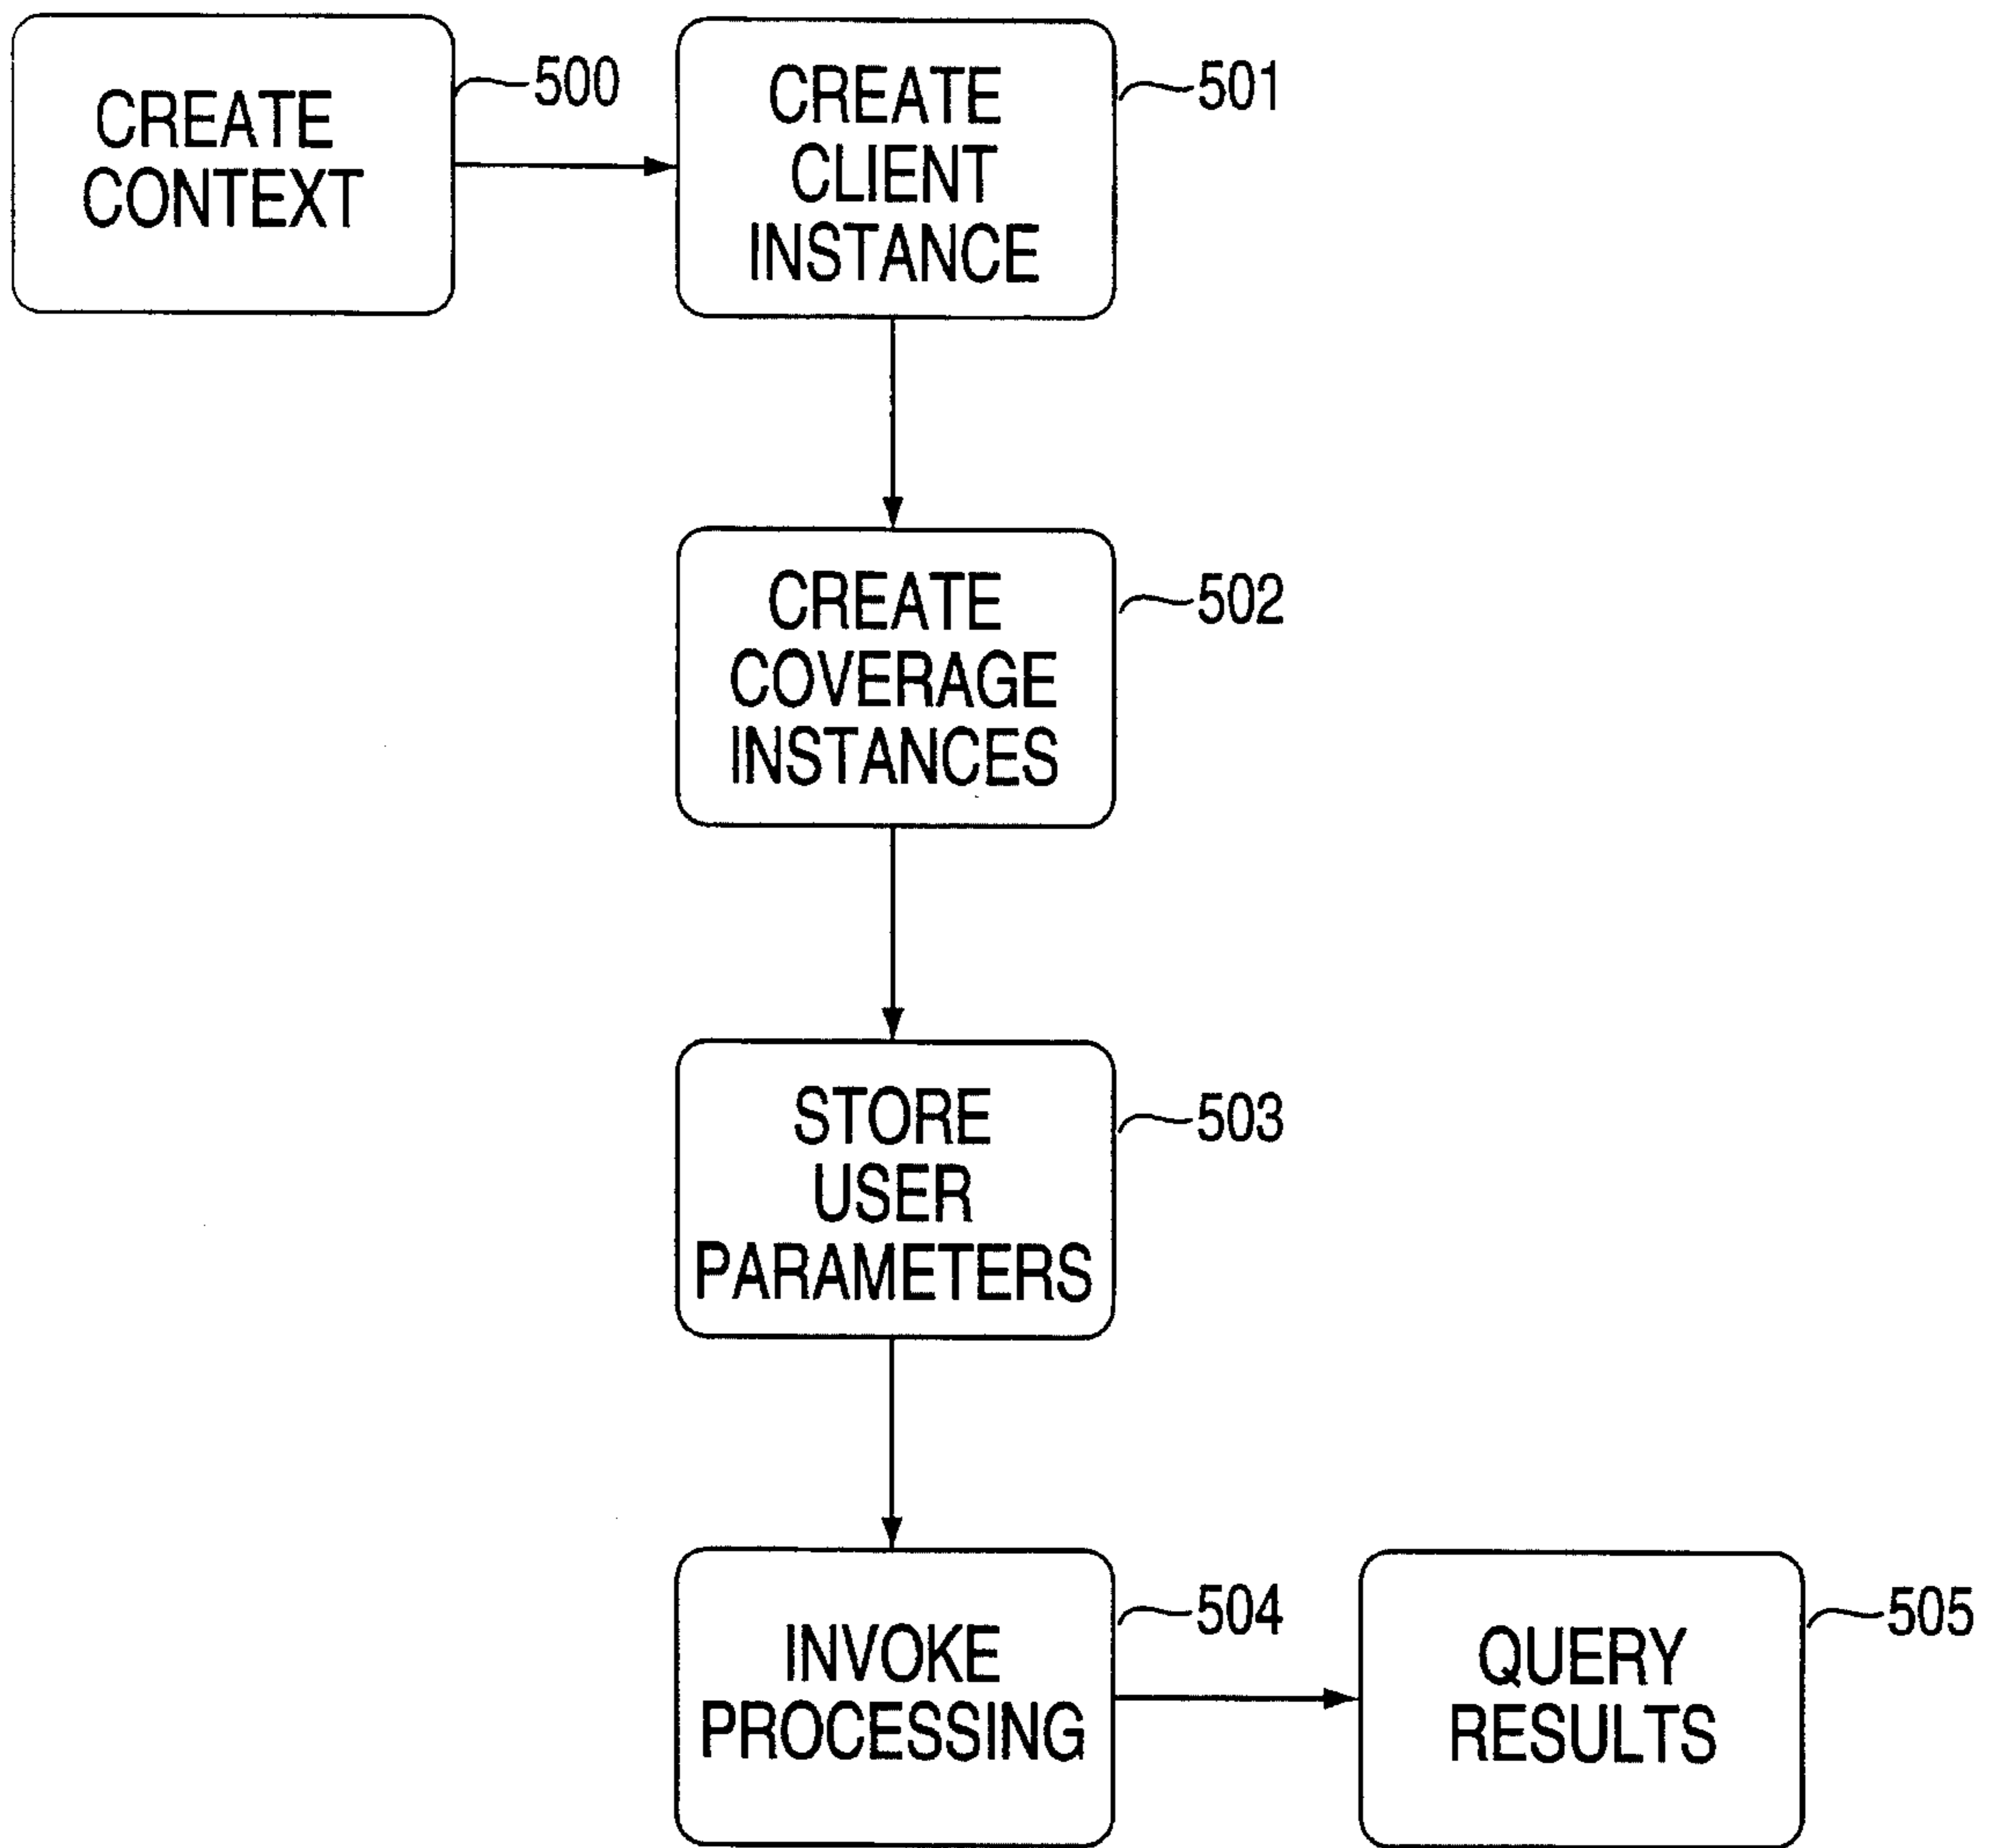 CREATE
CONTEXT
500
CREATE
CLIENT
INSTANCE
501
CREATE
COVERAGE
INSTANCES
502
STORE
USER
PARAMETERS
503
INVOKE
PROCESSING
504
QUERY
RESULTS
505